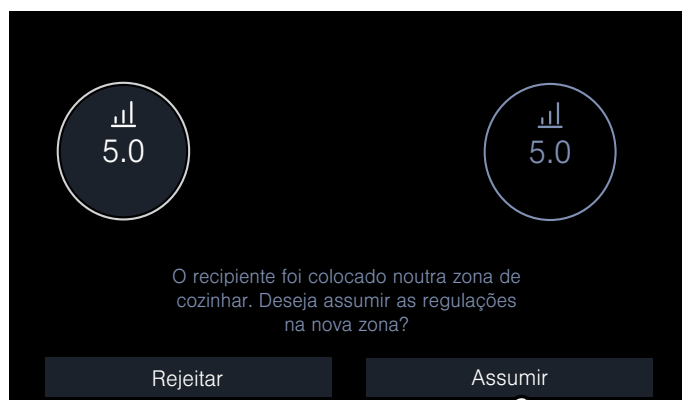 5.0
5.0
O recipiente foi colocado noutra zona de
cozinhar. Deseja assumir as regulações
na nova zona?
Rejeitar
Assumir